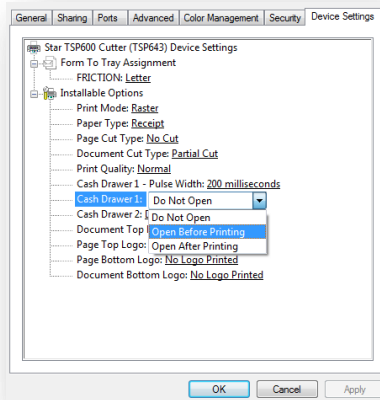 General Sharing Ports Advanced Color Management Security Device Settings
Star TSP600 Cutter (TSP643) Device Settings
Form To Tray Assignment
FRICTION: Letter
Installable Options
Print Mode: Raster
Paper Type: Receipt
Page Cut Type: No Cut
Document Cut Type: Partial Cut
Print Quality: Normal
Cash Drawer 1 - Pulse Width: 200 milliseconds
Cash Drawer 1: Do Not Open
Cash Drawer 2: Do Not Open
Document Top Open Before Printing
Page Top Logo: Open After Printing
Page Bottom Logo: No Logo Printed
Document Bottom Logo: No Logo Printed
OK Cancel Apply